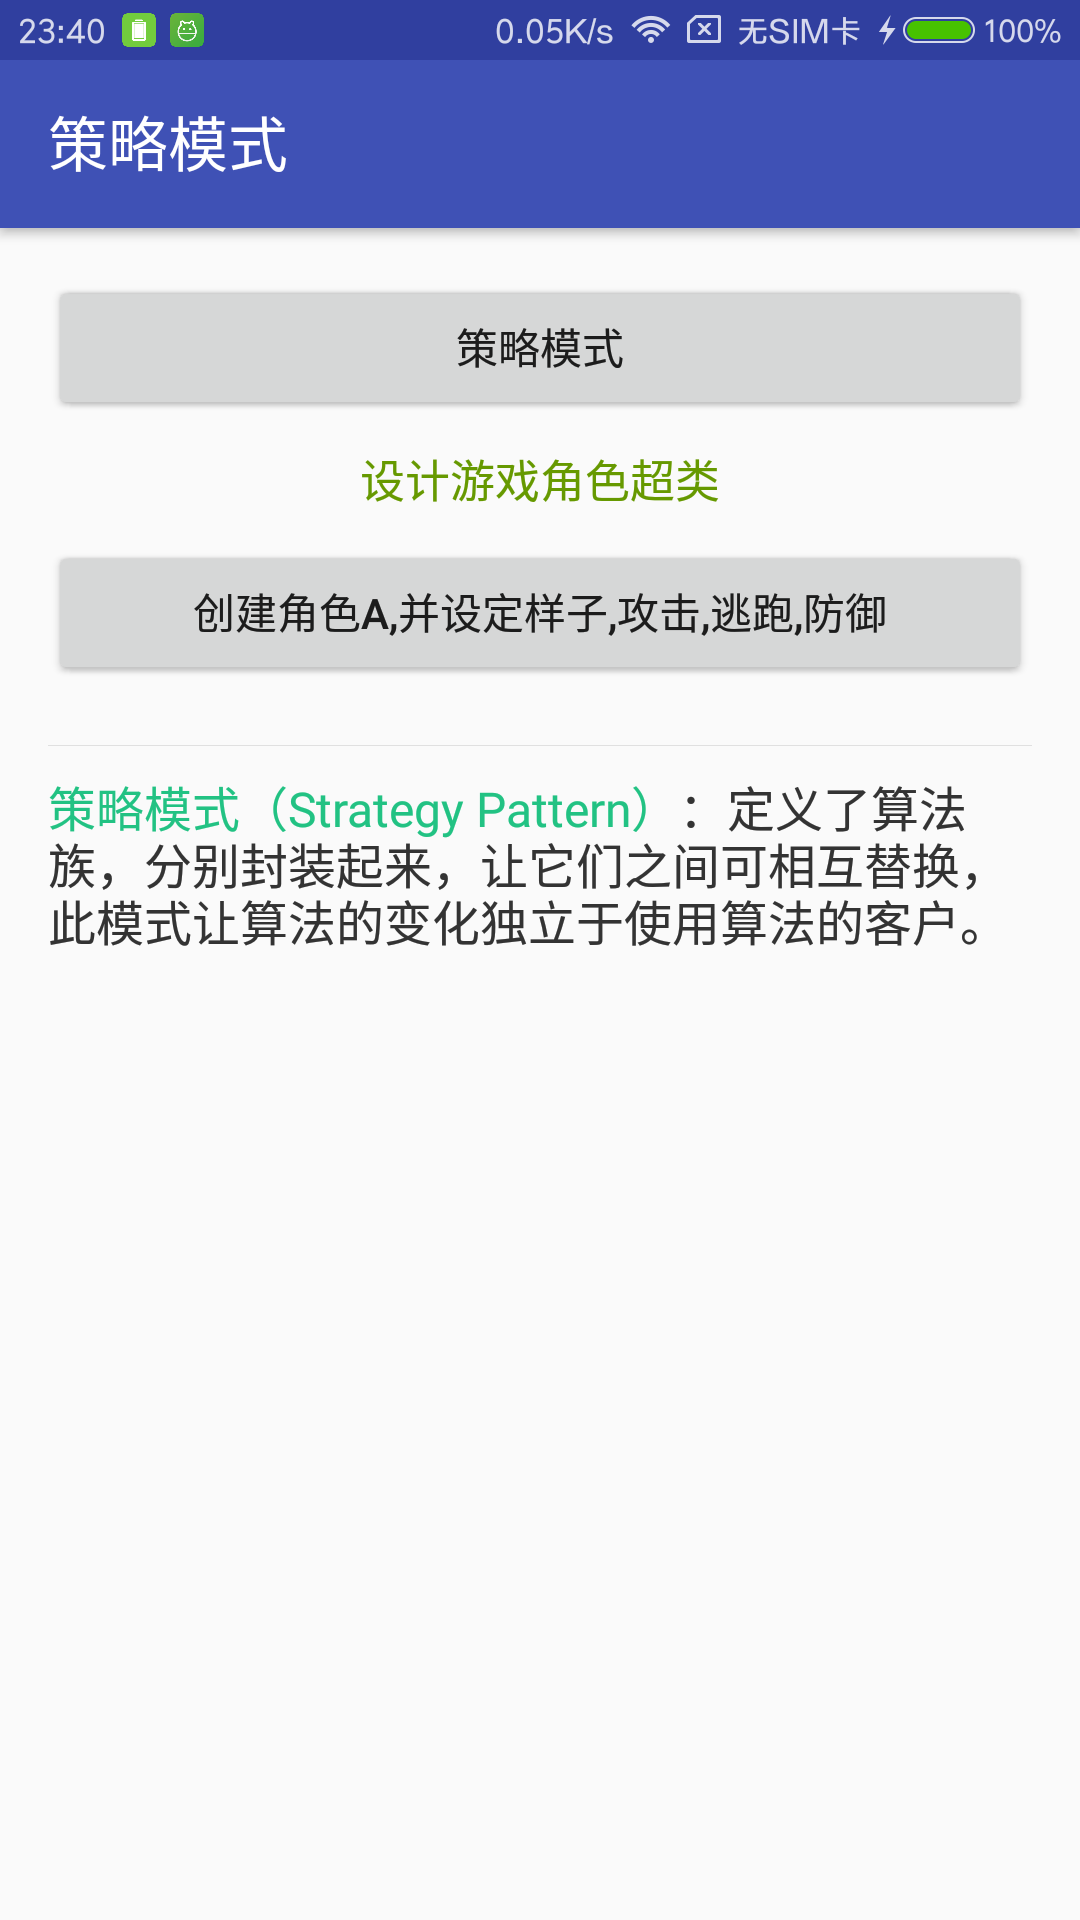 23:40 0.05K/s 无SIM卡 100%
策略模式
策略模式
设计游戏角色超类
创建角色A,并设定样子,攻击,逃跑,防御
策略模式（Strategy Pattern）：定义了算法
族，分别封装起来，让它们之间可相互替换，
此模式让算法的变化独立于使用算法的客户。